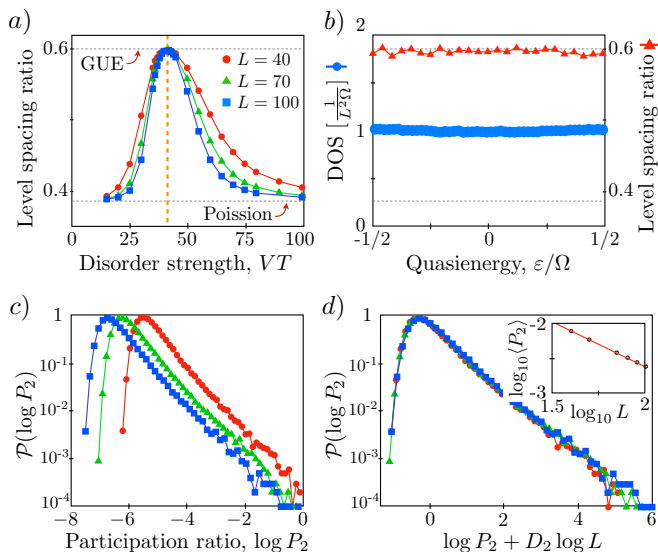 a)
Level spacing ratio
0.6
0.4
GUE
L = 40
L = 70
L = 100
Poission
0 25 50 75 100
Disorder strength, VT
b)
DOS [1/L²Ω]
2
1
0
0.6
0.4
Level spacing ratio
-1/2 0 1/2
Quasienergy, ε/Ω
c)
P(log P₂)
1
10⁻¹
10⁻²
10⁻³
10⁻⁴
−8 −6 −4 −2 0
Participation ratio, log P₂
d)
P(log P₂)
1
10⁻¹
10⁻²
10⁻³
10⁻⁴
0 2 4 6
log P₂ + D₂ log L
log₁₀⟨P₂⟩
-2
-3
1.5 2
log₁₀ L